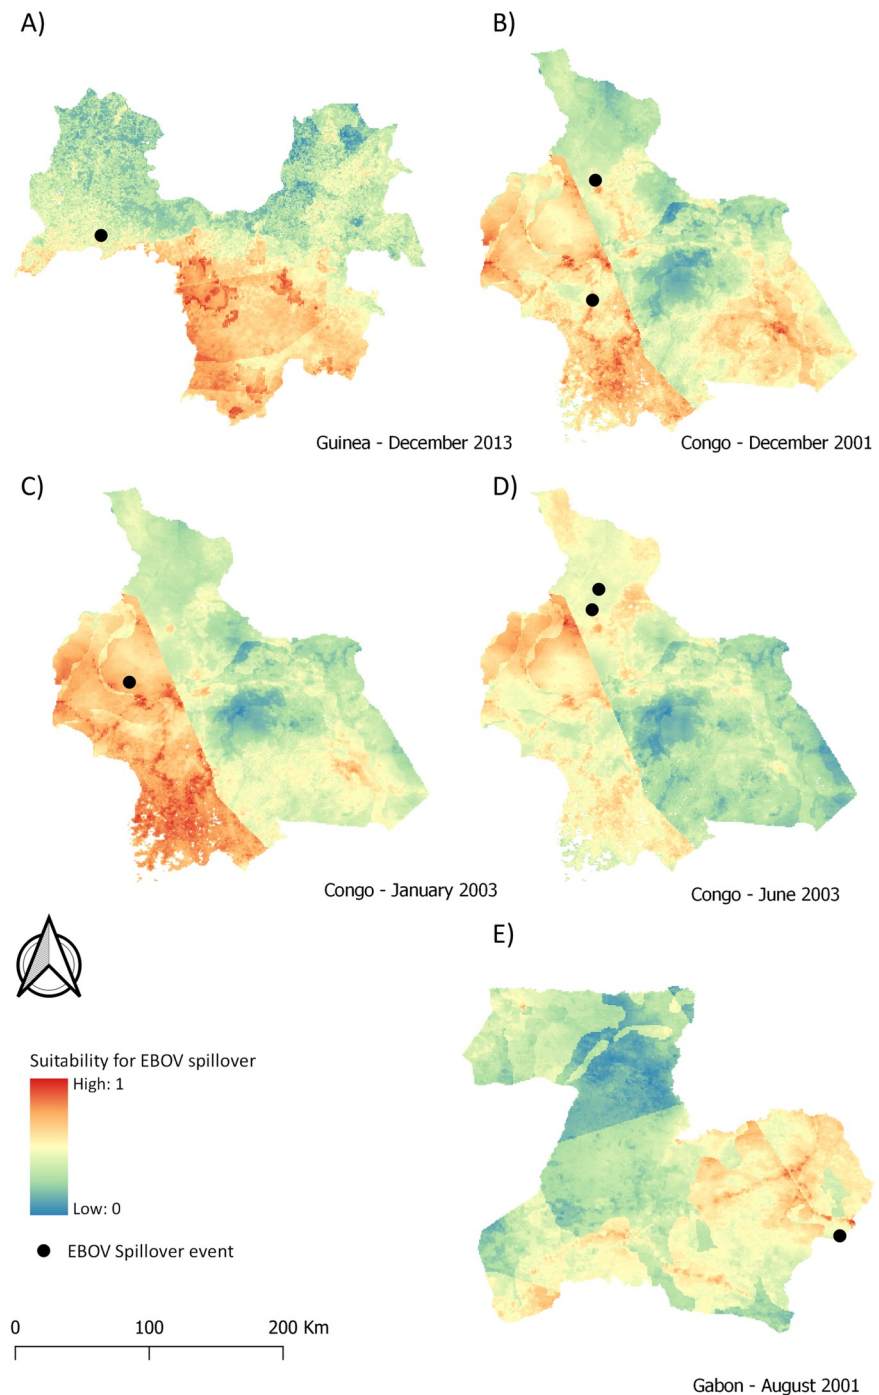 A)
B)
Guinea - December 2013
Congo - December 2001
C)
D)
Congo - January 2003
Congo - June 2003
E)
Suitability for EBOV spillover
High: 1
Low: 0
EBOV Spillover event
0 100 200 Km
Gabon - August 2001